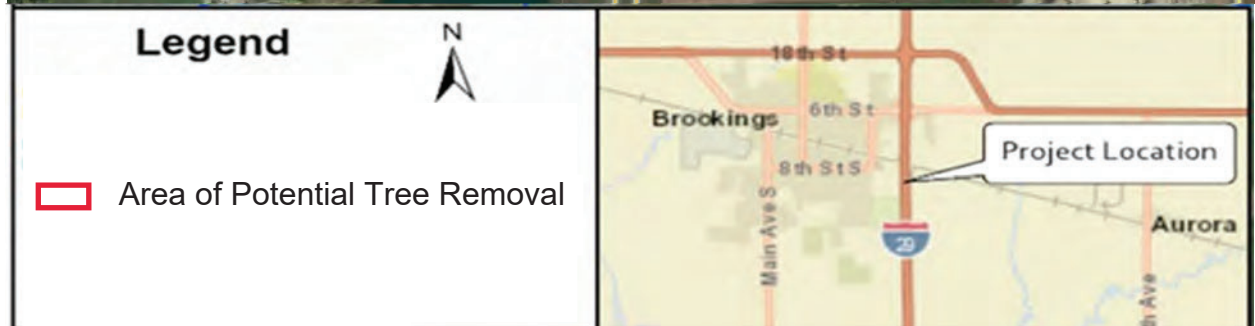 Legend
N
Area of Potential Tree Removal
18th St
6th St
Brookings
8th St S
Project Location
Main Ave S
Aurora
29
h Ave